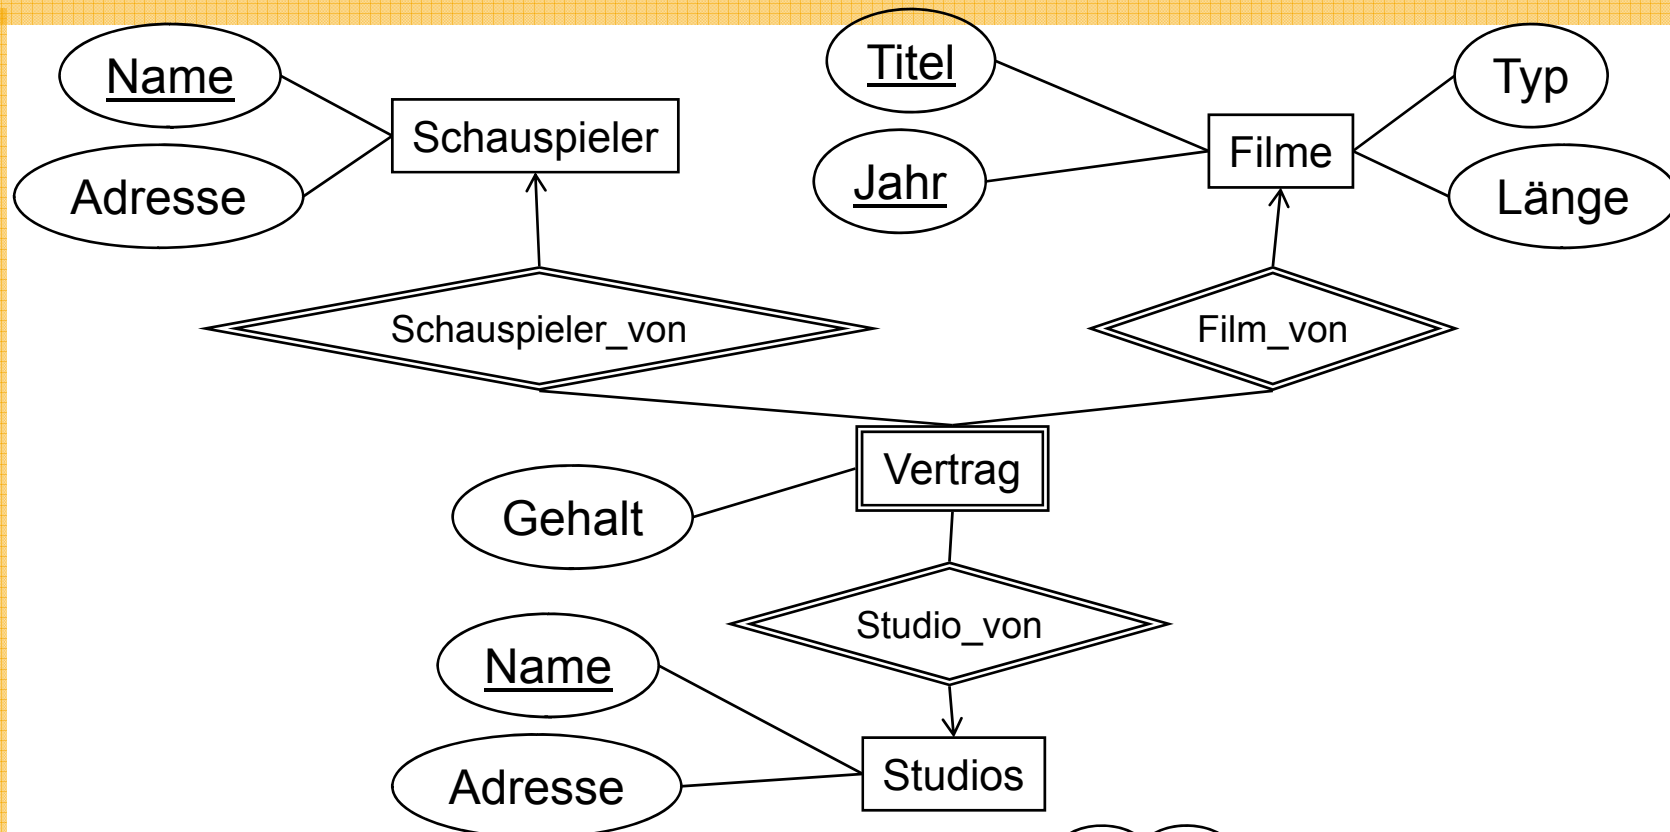 Name
Titel
Typ
Schauspieler
Filme
Adresse
Jahr
Länge
Schauspieler_von
Film_von
Vertrag
Gehalt
Studio_von
Name
Studios
Adresse